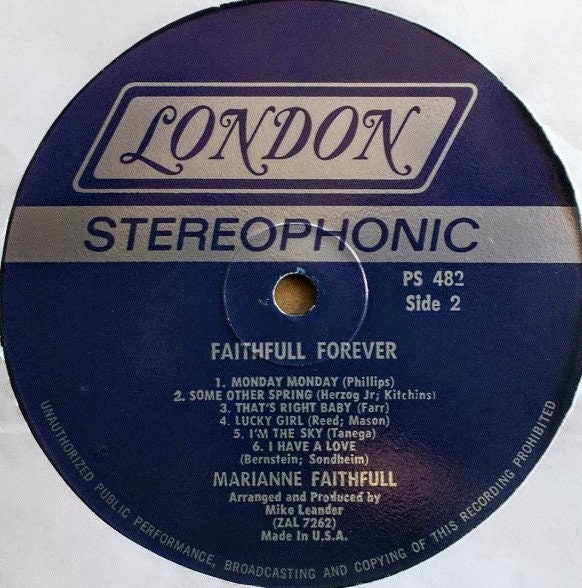 LONDON
STEREOPHONIC
PS 482
Side 2
FAITHFULL FOREVER
1. MONDAY MONDAY (Phillips)
2. SOME OTHER SPRING (Herzog Jr; Kitchins)
3. THAT'S RIGHT BABY (Farr)
4. LUCKY GIRL (Reed; Mason)
5. I'M THE SKY (Tanega)
6. I HAVE A LOVE
(Bernstein; Sondheim)
MARIANNE FAITHFULL
Arranged and Produced by
Mike Leander
(ZAL 7262)
Made In U.S.A.
UNAUTHORIZED PUBLIC PERFORMANCE, BROADCASTING AND COPYING OF THIS RECORDING PROHIBITED